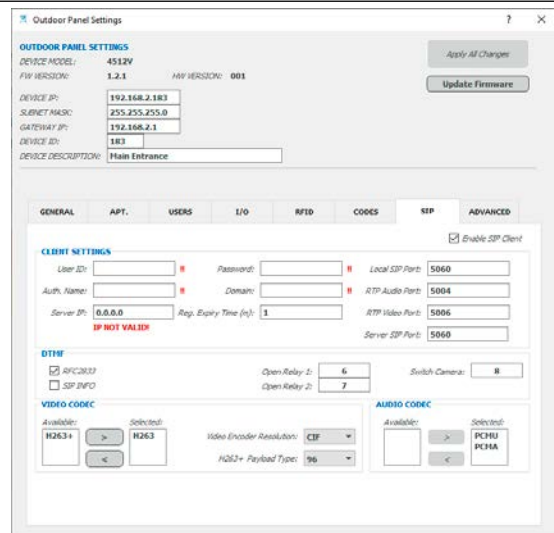 Outdoor Panel Settings ? ×
OUTDOOR PANEL SETTINGS
Apply All Changes
DEVICE MODEL: 4512V
FW VERSION: 1.2.1 HW VERSION: 001
Update Firmware
DEVICE IP: 192.168.2.183
SUBNET MASK: 255.255.255.0
GATEWAY IP: 192.168.2.1
DEVICE ID: 183
DEVICE DESCRIPTION: Main Entrance
GENERAL APT. USERS I/O RFID CODES SIP ADVANCED
Enable SIP Client
CLIENT SETTINGS
User ID: !! Password: !! Local SIP Port: 5060
Auth. Name: !! Domain: !! RTP Audio Port: 5004
Server IP: 0.0.0.0 Reg. Expiry Time (m): 1 RTP Video Port: 5006
IP NOT VALID!
Server SIP Port: 5060
DTMF
RFC2833 Open Relay 1: 6 Switch Camera: 8
SIP INFO Open Relay 2: 7
VIDEO CODEC AUDIO CODEC
Available: Selected: Available: Selected:
H263+ > H263 Video Encoder Resolution: CIF > PCMU
PCMA
< H263+ Payload Type: 96 <